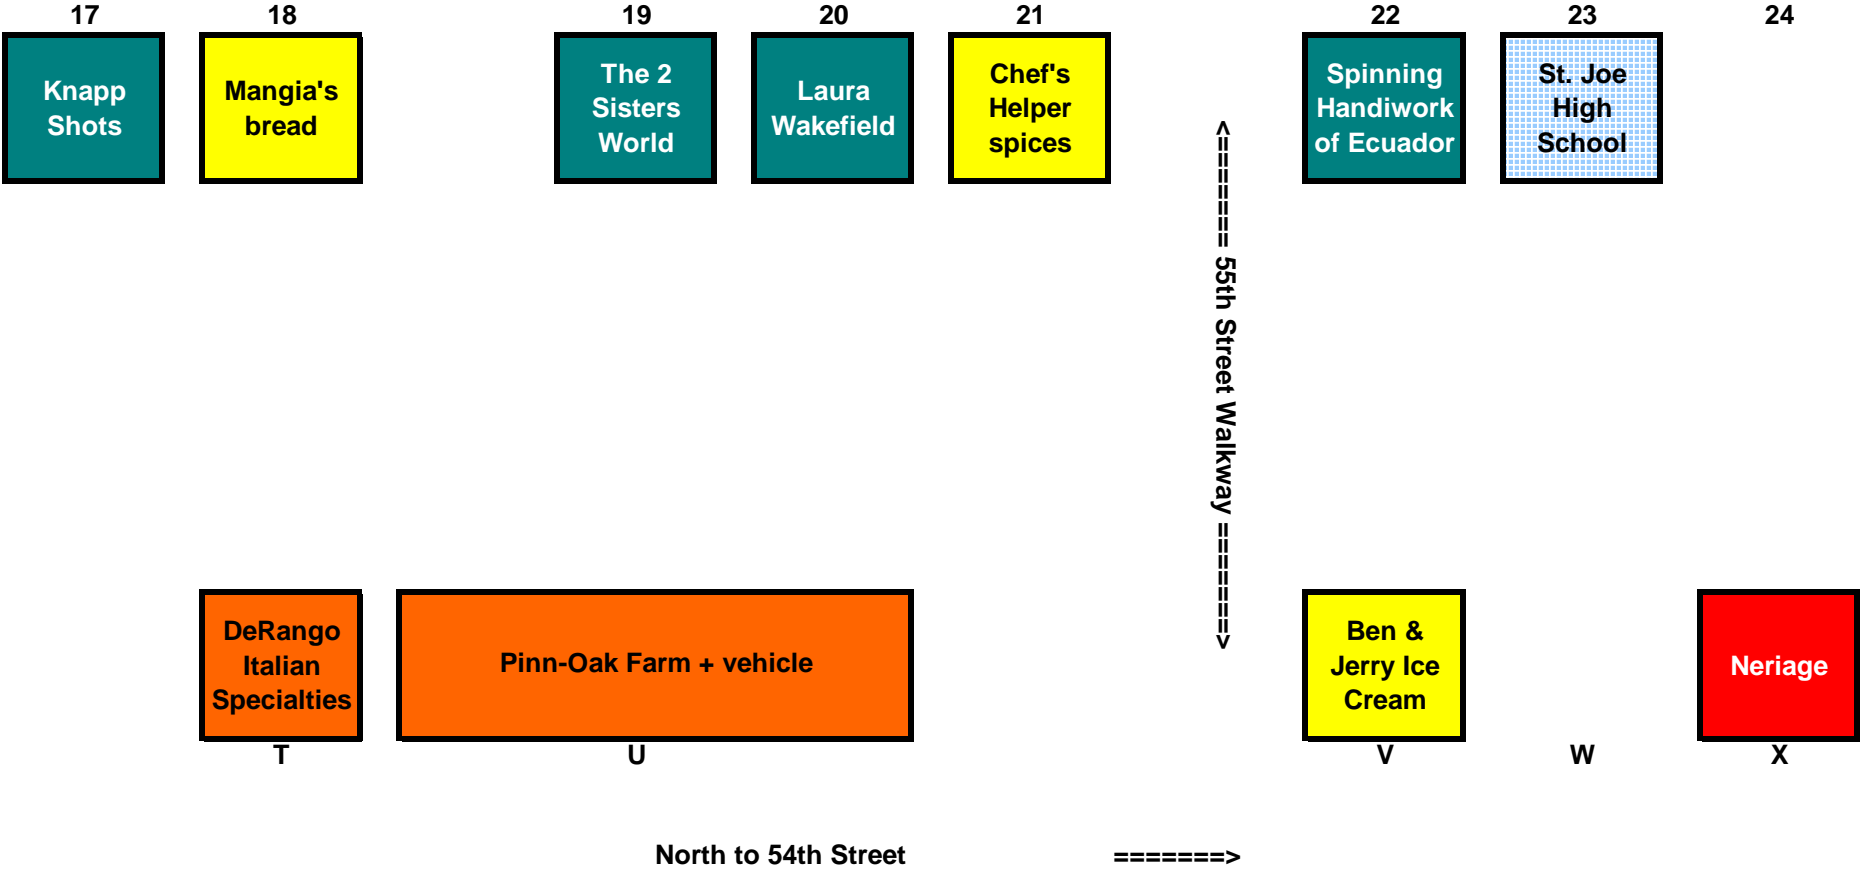 17 18 19 20 21 22 23 24
Knapp
Shots
Mangia's
bread
The 2
Sisters
World
Laura
Wakefield
Chef's
Helper
spices
Spinning
Handiwork
of Ecuador
St. Joe
High
School
<======= 55th Street Walkway =======>
DeRango
Italian
Specialties
Pinn-Oak Farm + vehicle
Ben &
Jerry Ice
Cream
Neriage
T U V W X
North to 54th Street =======>